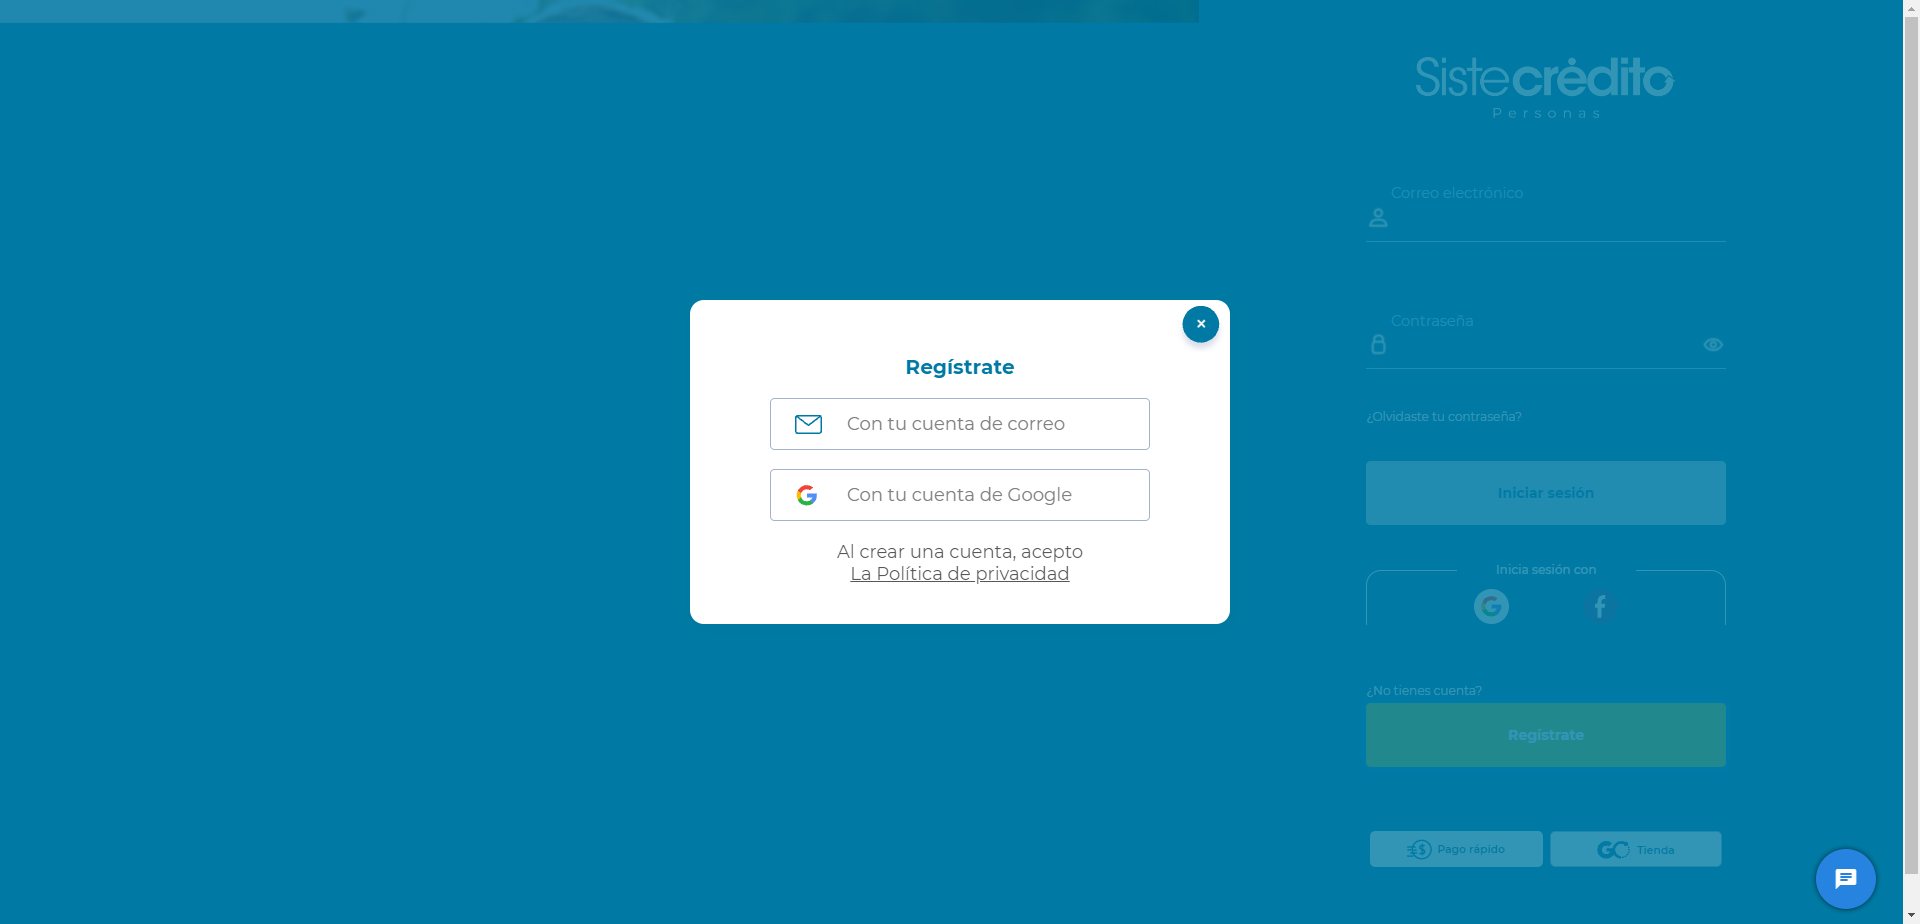 Sistecrédito
Personas
Correo electrónico
Contraseña
¿Olvidaste tu contraseña?
Iniciar sesión
Inicia sesión con
¿No tienes cuenta?
Regístrate
Pago rápido
GO Tienda
Regístrate
Con tu cuenta de correo
Con tu cuenta de Google
Al crear una cuenta, acepto
La Política de privacidad